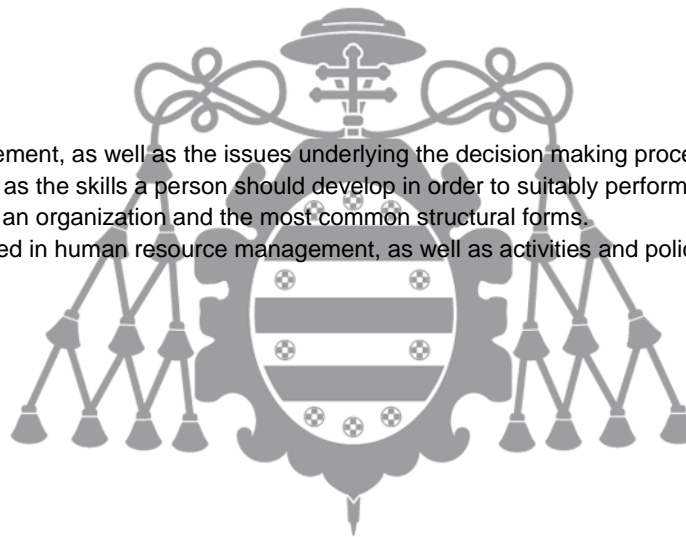 ement, as well as the issues underlying the decision making proce
as the skills a person should develop in order to suitably perform
an organization and the most common structural forms.
ed in human resource management, as well as activities and polic